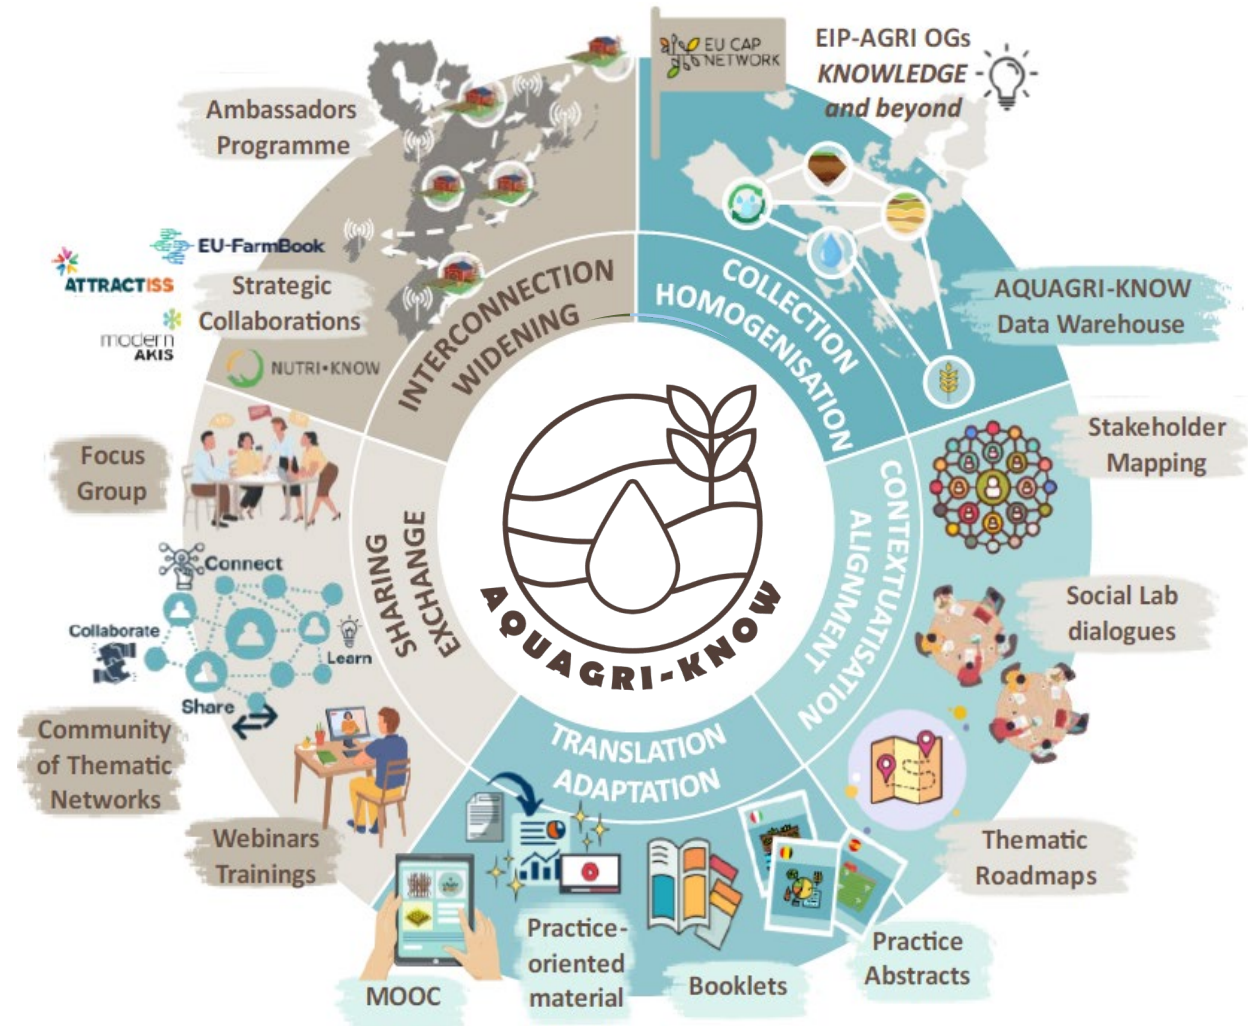 EU CAP
NETWORK
EIP-AGRI OGs
KNOWLEDGE
and beyond
Ambassadors
Programme
EU-FarmBook
ATTRACTISS
Strategic
Collaborations
modern
AKIS
NUTRI•KNOW
INTERCONNECTION
WIDENING
COLLECTION
HOMOGENISATION
AQUAGRI-KNOW
Data Warehouse
Stakeholder
Mapping
CONTEXTUALISATION
ALIGNMENT
Social Lab
dialogues
Thematic
Roadmaps
Focus
Group
SHARING
EXCHANGE
Connect
Collaborate
Learn
Share
Community
of Thematic
Networks
Webinars
Trainings
AQUAGRI-KNOW
TRANSLATION
ADAPTATION
MOOC
Practice-
oriented
material
Booklets
Practice
Abstracts